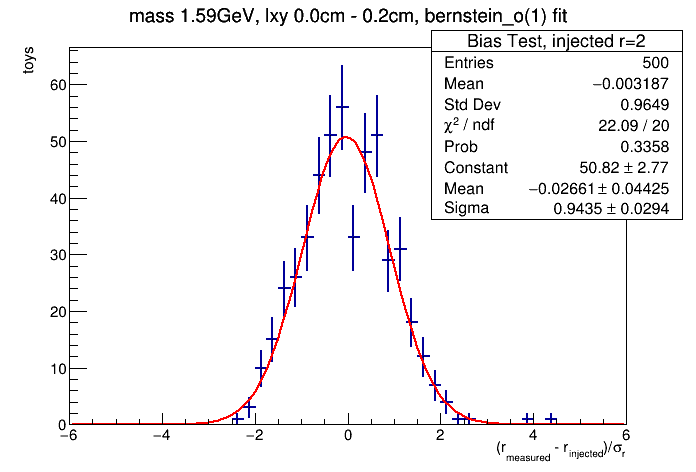 mass 1.59GeV, lxy 0.0cm - 0.2cm, bernstein_o(1) fit
Bias Test, injected r=2
Entries 500
Mean −0.003187
Std Dev 0.9649
χ² / ndf 22.09 / 20
Prob 0.3358
Constant 50.82 ± 2.77
Mean −0.02661 ± 0.04425
Sigma 0.9435 ± 0.0294
toys
60
50
40
30
20
10
0
−6 −4 −2 0 2 4 6
(r_measured - r_injected)/σ_r